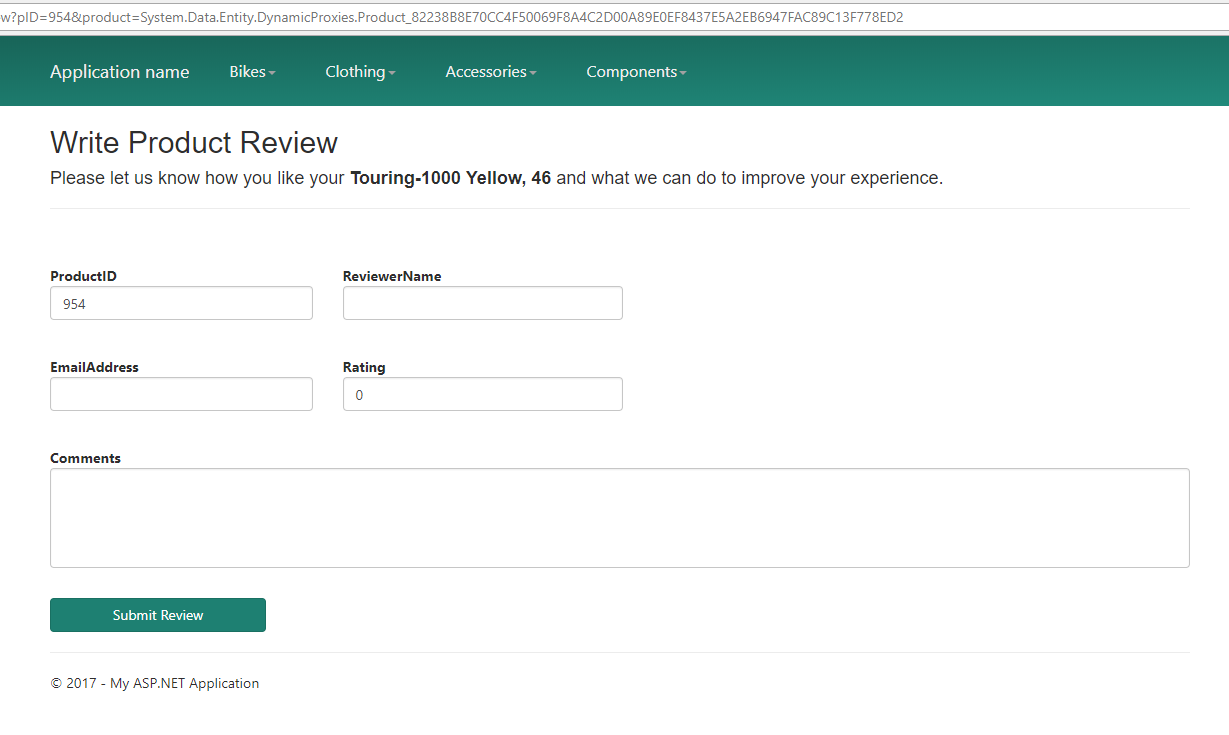 w?pID=954&product=System.Data.Entity.DynamicProxies.Product_82238B8E70CC4F50069F8A4C2D00A89E0EF8437E5A2EB6947FAC89C13F778ED2
Application name Bikes Clothing Accessories Components
Write Product Review
Please let us know how you like your Touring-1000 Yellow, 46 and what we can do to improve your experience.
ProductID ReviewerName
954
EmailAddress Rating
0
Comments
Submit Review
© 2017 - My ASP.NET Application